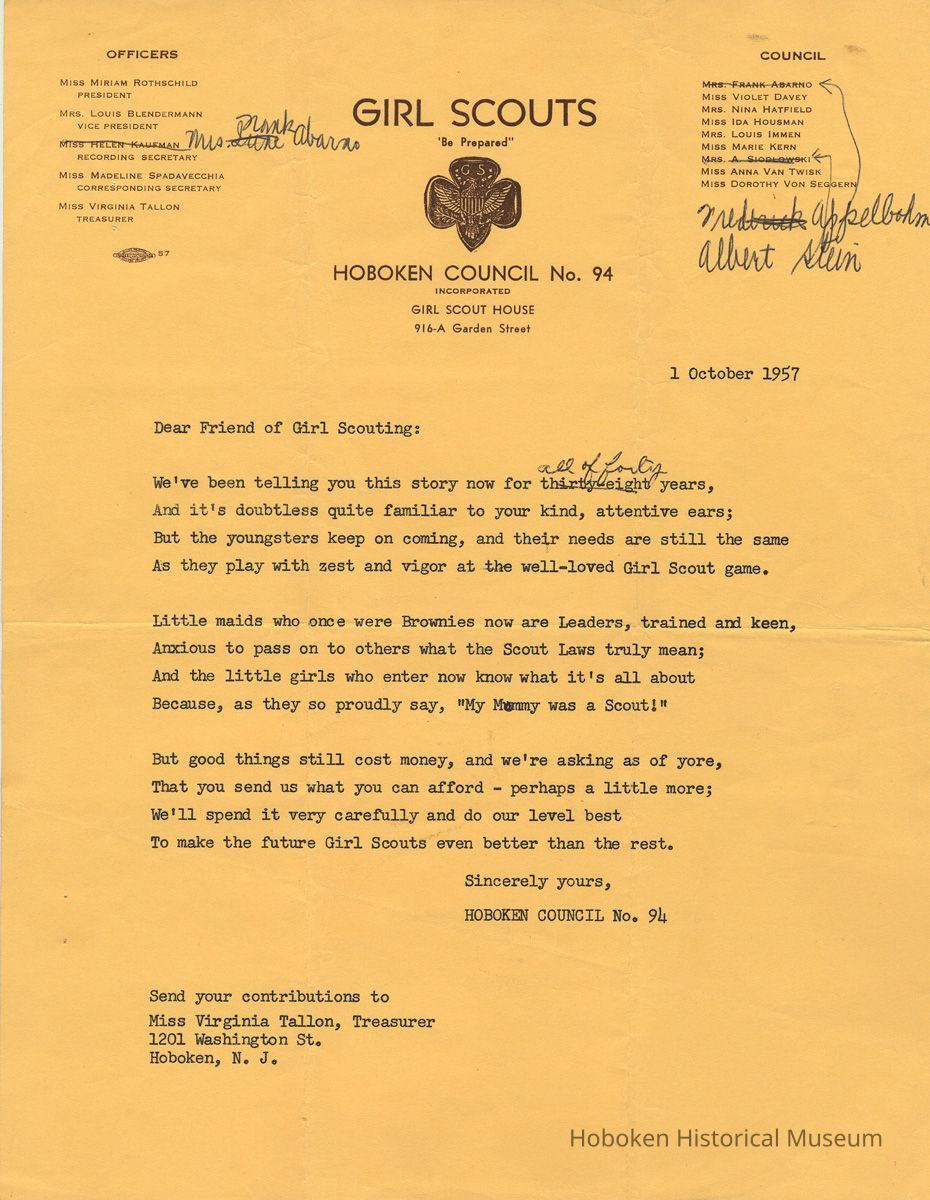 OFFICERS
MISS MIRIAM ROTHSCHILD
PRESIDENT
MRS. LOUIS BLENDERMANN
VICE PRESIDENT
MISS HELEN KAUFMAN Mrs. Frank Abarno
RECORDING SECRETARY
MISS MADELINE SPADAVECCHIA
CORRESPONDING SECRETARY
MISS VIRGINIA TALLON
TREASURER
57
GIRL SCOUTS
"Be Prepared"
G S
HOBOKEN COUNCIL No. 94
INCORPORATED
GIRL SCOUT HOUSE
916-A Garden Street
COUNCIL
MRS. FRANK ABARNO
MISS VIOLET DAVEY
MRS. NINA HATFIELD
MISS IDA HOUSMAN
MRS. LOUIS IMMEN
MISS MARIE KERN
MRS. A. SIODLOWSKI
MISS ANNA VAN TWISK
MISS DOROTHY VON SEGGERN
Appelbohm
Albert Stein
1 October 1957
Dear Friend of Girl Scouting:
all of forty
We've been telling you this story now for thirty-eight years,
And it's doubtless quite familiar to your kind, attentive ears;
But the youngsters keep on coming, and their needs are still the same
As they play with zest and vigor at the well-loved Girl Scout game.
Little maids who once were Brownies now are Leaders, trained and keen,
Anxious to pass on to others what the Scout Laws truly mean;
And the little girls who enter now know what it's all about
Because, as they so proudly say, "My Mummy was a Scout!"
But good things still cost money, and we're asking as of yore,
That you send us what you can afford - perhaps a little more;
We'll spend it very carefully and do our level best
To make the future Girl Scouts even better than the rest.
Sincerely yours,
HOBOKEN COUNCIL No. 94
Send your contributions to
Miss Virginia Tallon, Treasurer
1201 Washington St.
Hoboken, N. J.
Hoboken Historical Museum